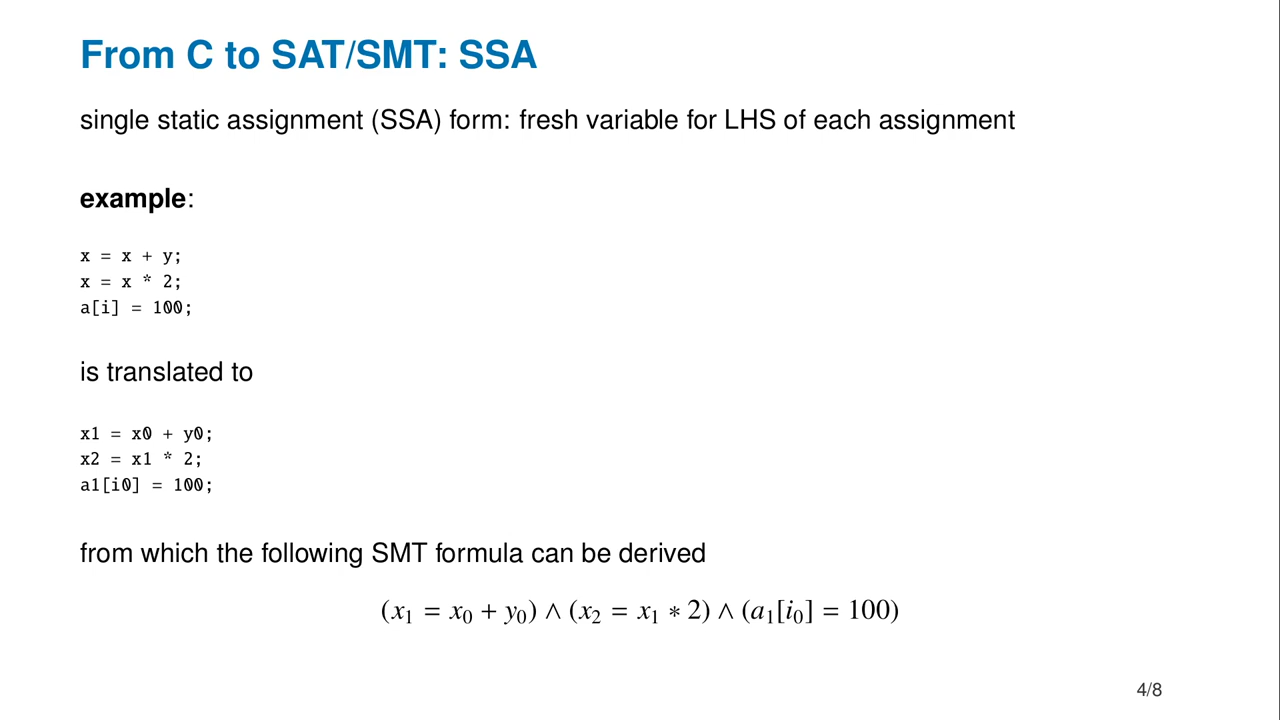 From C to SAT/SMT: SSA
single static assignment (SSA) form: fresh variable for LHS of each assignment
example:
x = x + y;
x = x * 2;
a[i] = 100;
is translated to
x1 = x0 + y0;
x2 = x1 * 2;
a1[i0] = 100;
from which the following SMT formula can be derived
(x₁ = x₀ + y₀) ∧ (x₂ = x₁ ∗ 2) ∧ (a₁[i₀] = 100)
4/8